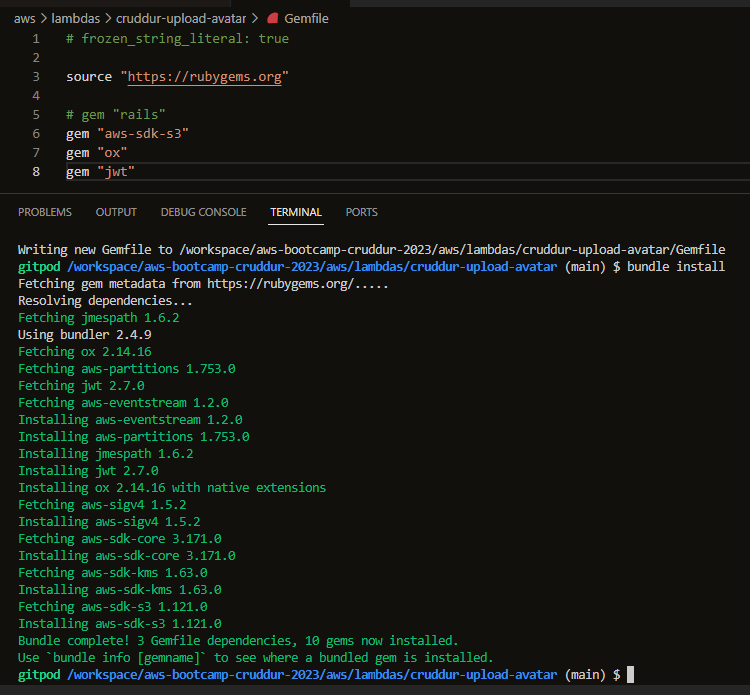 aws > lambdas > cruddur-upload-avatar > Gemfile
1 # frozen_string_literal: true
2
3 source "https://rubygems.org"
4
5 # gem "rails"
6 gem "aws-sdk-s3"
7 gem "ox"
8 gem "jwt"
PROBLEMS OUTPUT DEBUG CONSOLE TERMINAL PORTS
Writing new Gemfile to /workspace/aws-bootcamp-cruddur-2023/aws/lambdas/cruddur-upload-avatar/Gemfile
gitpod /workspace/aws-bootcamp-cruddur-2023/aws/lambdas/cruddur-upload-avatar (main) $ bundle install
Fetching gem metadata from https://rubygems.org/.....
Resolving dependencies...
Fetching jmespath 1.6.2
Using bundler 2.4.9
Fetching ox 2.14.16
Fetching aws-partitions 1.753.0
Fetching jwt 2.7.0
Fetching aws-eventstream 1.2.0
Installing aws-eventstream 1.2.0
Installing aws-partitions 1.753.0
Installing jmespath 1.6.2
Installing jwt 2.7.0
Installing ox 2.14.16 with native extensions
Fetching aws-sigv4 1.5.2
Installing aws-sigv4 1.5.2
Fetching aws-sdk-core 3.171.0
Installing aws-sdk-core 3.171.0
Fetching aws-sdk-kms 1.63.0
Installing aws-sdk-kms 1.63.0
Fetching aws-sdk-s3 1.121.0
Installing aws-sdk-s3 1.121.0
Bundle complete! 3 Gemfile dependencies, 10 gems now installed.
Use `bundle info [gemname]` to see where a bundled gem is installed.
gitpod /workspace/aws-bootcamp-cruddur-2023/aws/lambdas/cruddur-upload-avatar (main) $